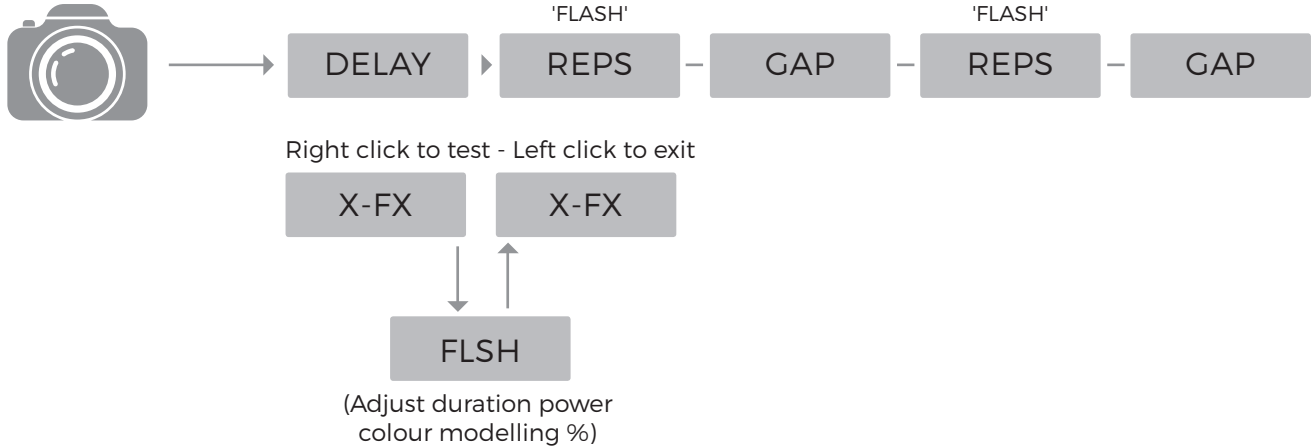 'FLASH' 'FLASH'
DELAY REPS GAP REPS GAP
Right click to test - Left click to exit
X-FX X-FX
FLSH
(Adjust duration power
colour modelling %)